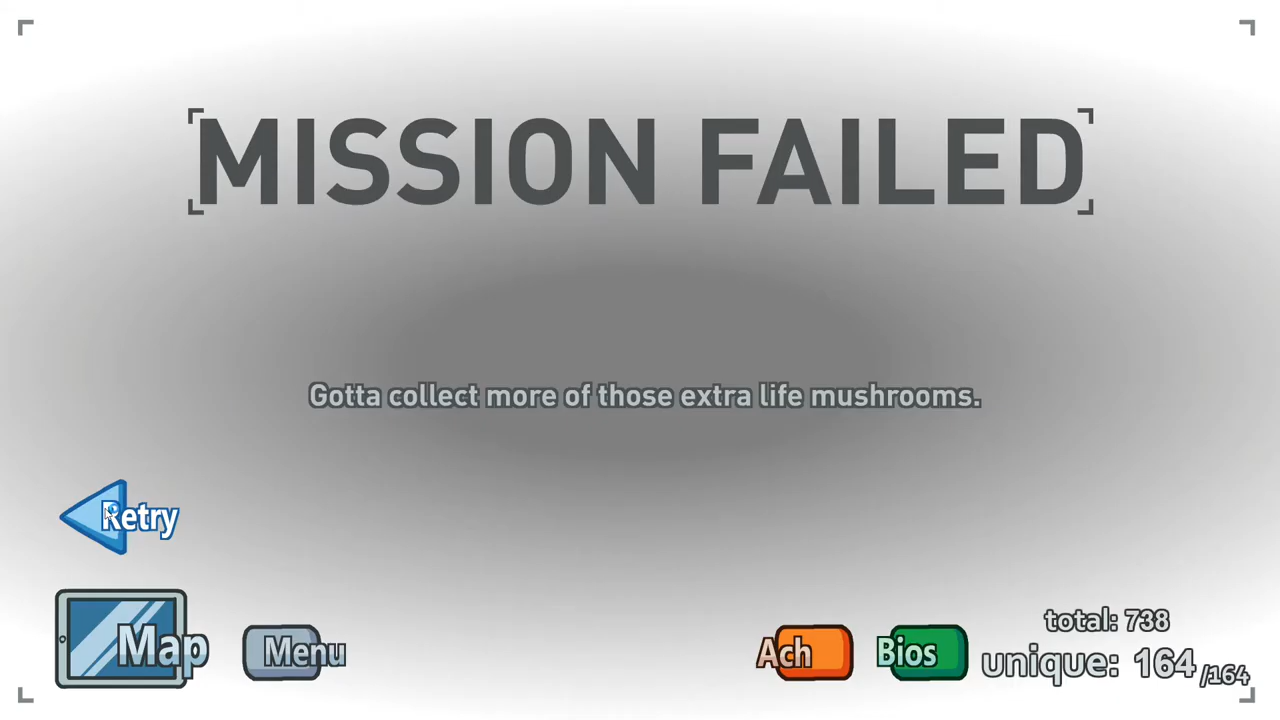 MISSION FAILED
Gotta collect more of those extra life mushrooms.
Retry
Map
Menu
Ach
Bios
total: 738
unique: 164/164